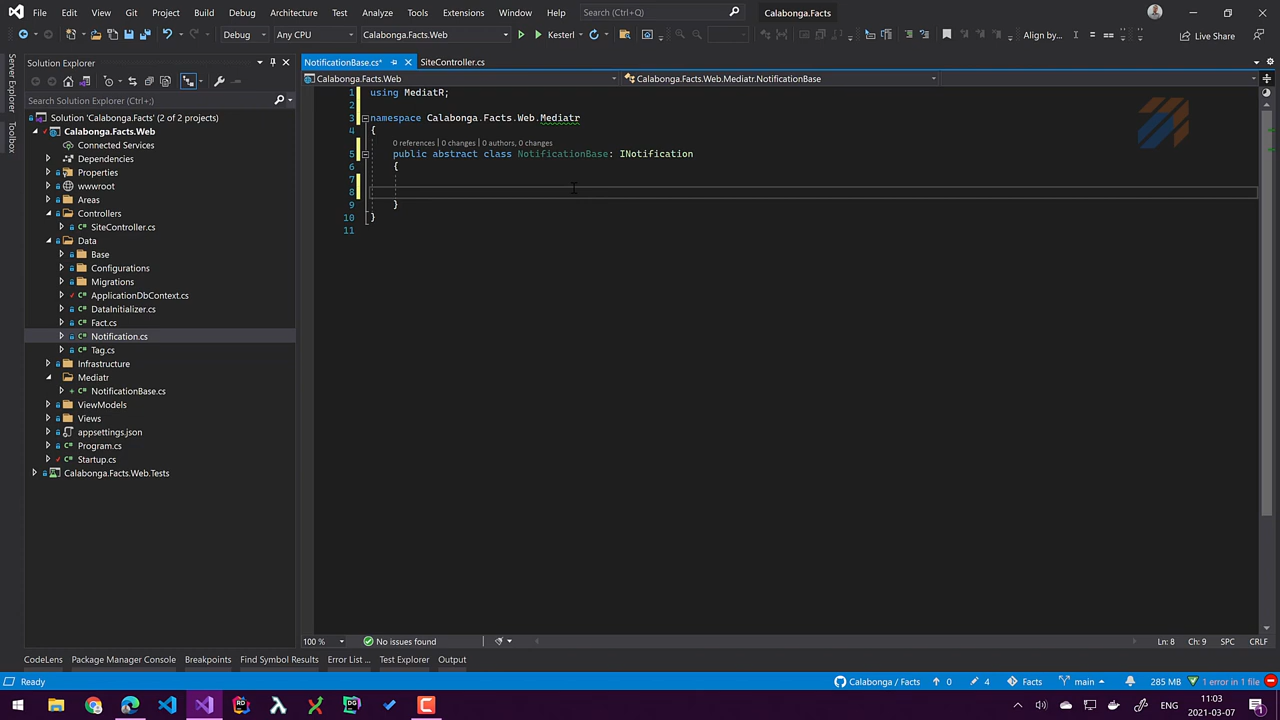 File Edit View Git Project Build Debug Architecture Test Analyze Tools Extensions Window Help Search (Ctrl+Q) Calabonga.Facts
Debug Any CPU Calabonga.Facts.Web Kesterl Align by... Live Share
Server Explorer
Toolbox
Solution Explorer
Search Solution Explorer (Ctrl+;)
Solution 'Calabonga.Facts' (2 of 2 projects)
Calabonga.Facts.Web
Connected Services
Dependencies
Properties
wwwroot
Areas
Controllers
SiteController.cs
Data
Base
Configurations
Migrations
ApplicationDbContext.cs
DataInitializer.cs
Fact.cs
Notification.cs
Tag.cs
Infrastructure
Mediatr
NotificationBase.cs
ViewModels
Views
appsettings.json
Program.cs
Startup.cs
Calabonga.Facts.Web.Tests
NotificationBase.cs* SiteController.cs
Calabonga.Facts.Web Calabonga.Facts.Web.Mediatr.NotificationBase
1 using MediatR;
2
3 namespace Calabonga.Facts.Web.Mediatr
4 {
0 references | 0 changes | 0 authors, 0 changes
5 public abstract class NotificationBase: INotification
6 {
7
8
9 }
10 }
11
100 % No issues found Ln: 8 Ch: 9 SPC CRLF
CodeLens Package Manager Console Breakpoints Find Symbol Results Error List ... Test Explorer Output
Ready Calabonga / Facts 0 4 Facts main 285 MB 1 error in 1 file
ENG 11:03
2021-03-07